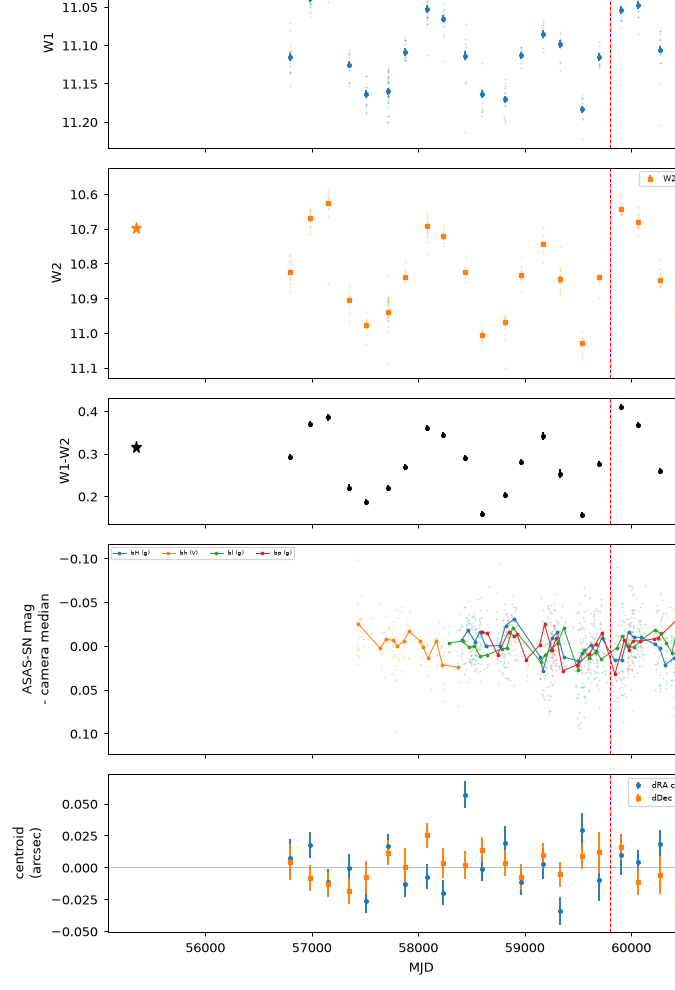 11.05
11.10
11.15
11.20
W1
W2
10.6
10.7
10.8
10.9
11.0
11.1
W2
0.4
0.3
0.2
W1-W2
bH (g) bh (V) bl (g) bp (g)
−0.10
−0.05
0.00
0.05
0.10
ASAS-SN mag
- camera median
dRA c
dDec
0.050
0.025
0.000
−0.025
−0.050
centroid
(arcsec)
56000 57000 58000 59000 60000
MJD